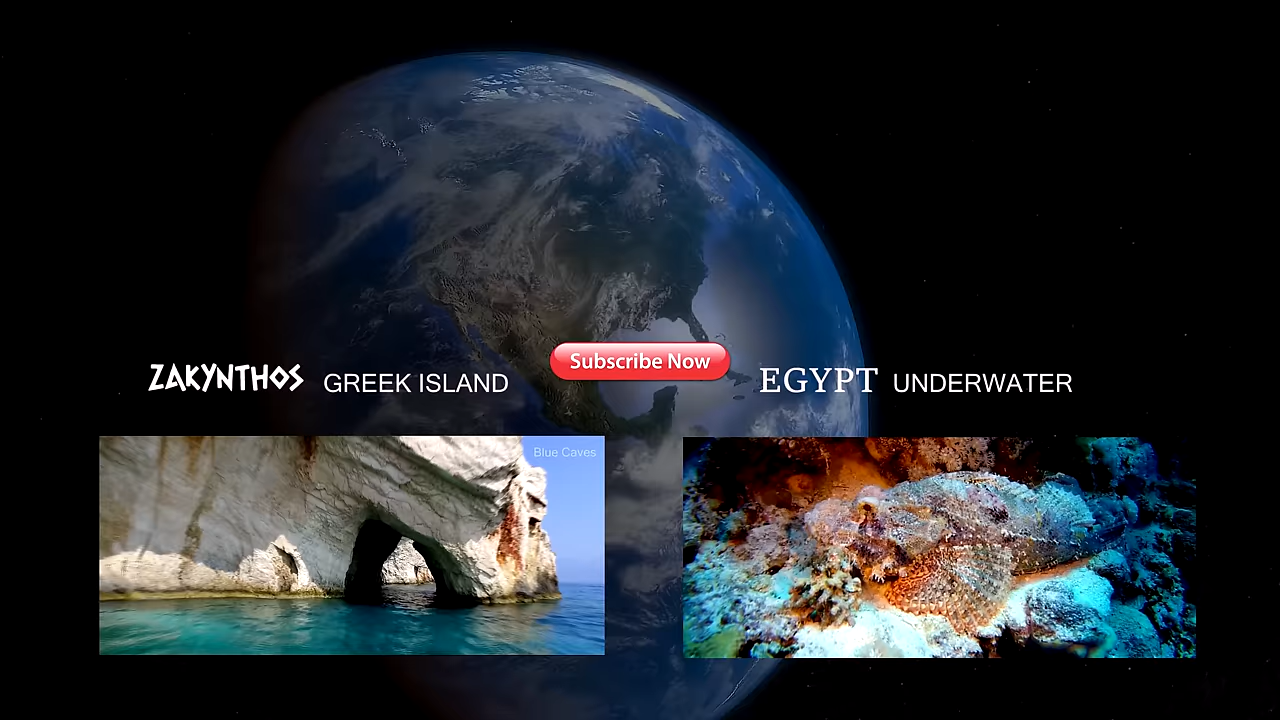 Subscribe Now
ZAKYNTHOS GREEK ISLAND
EGYPT UNDERWATER
Blue Caves